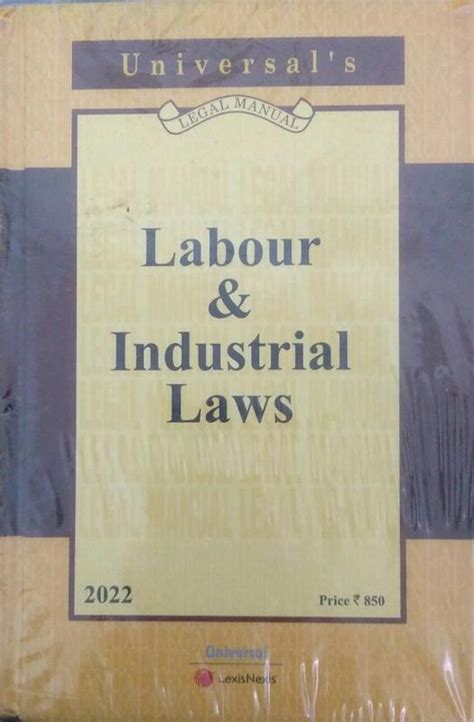 Universal's
LEGAL MANUAL
Labour
&
Industrial
Laws
2022
Price ₹ 850
Universal
LexisNexis